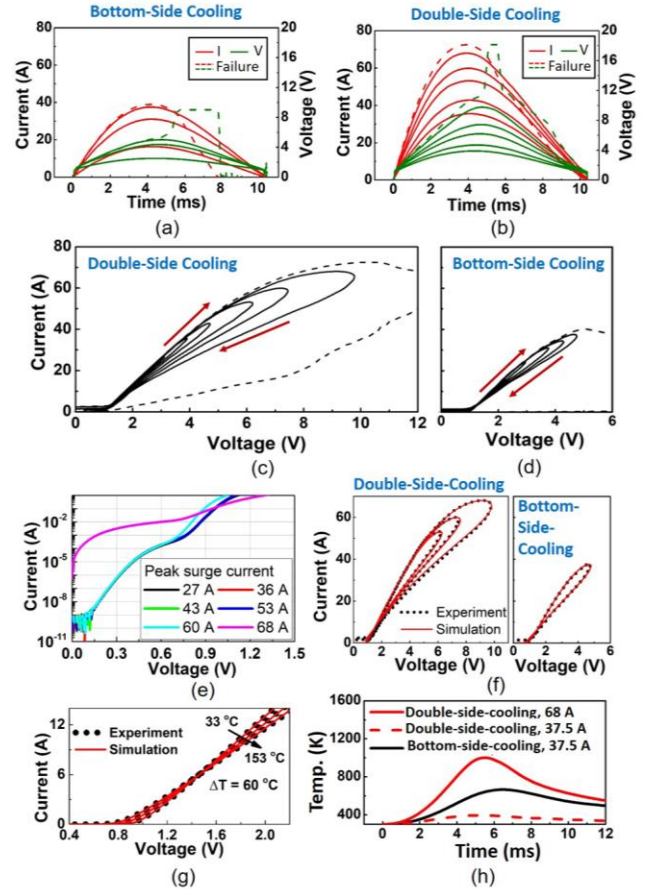 Bottom-Side Cooling
Current (A)
80
60
40
20
0
I
V
Failure
20
16
12
8
4
0
Voltage (V)
0 2 4 6 8 10
Time (ms)
(a)
Double-Side Cooling
Current (A)
80
60
40
20
0
I
V
Failure
20
16
12
8
4
0
Voltage (V)
0 2 4 6 8 10
Time (ms)
(b)
Double-Side Cooling
Current (A)
80
60
40
20
0
0 2 4 6 8 10 12
Voltage (V)
(c)
Bottom-Side Cooling
0 2 4 6
Voltage (V)
(d)
Current (A)
10-2
10-5
10-8
10-11
Peak surge current
27 A 36 A
43 A 53 A
60 A 68 A
0.0 0.3 0.6 0.9 1.2 1.5
Voltage (V)
(e)
Double-Side-Cooling
Bottom-
Side-
Cooling
Current (A)
60
40
20
0
Experiment
Simulation
0 2 4 6 8 10
0 2 4 6
Voltage (V)
(f)
Current (A)
12
6
0
Experiment
Simulation
33 °C
153 °C
ΔT = 60 °C
0.4 0.8 1.2 1.6 2.0
Voltage (V)
(g)
Temp. (K)
1600
1200
800
400
Double-side-cooling, 68 A
Double-side-cooling, 37.5 A
Bottom-side-cooling, 37.5 A
0 2 4 6 8 10 12
Time (ms)
(h)